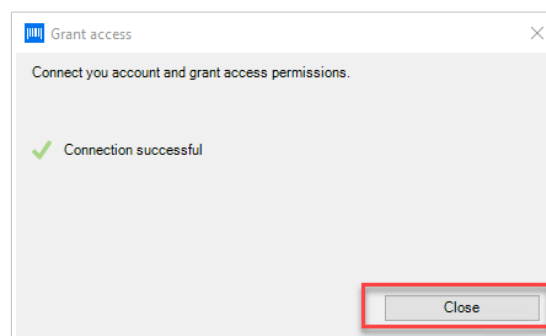 Grant access
Connect you account and grant access permissions.
Connection successful
Close